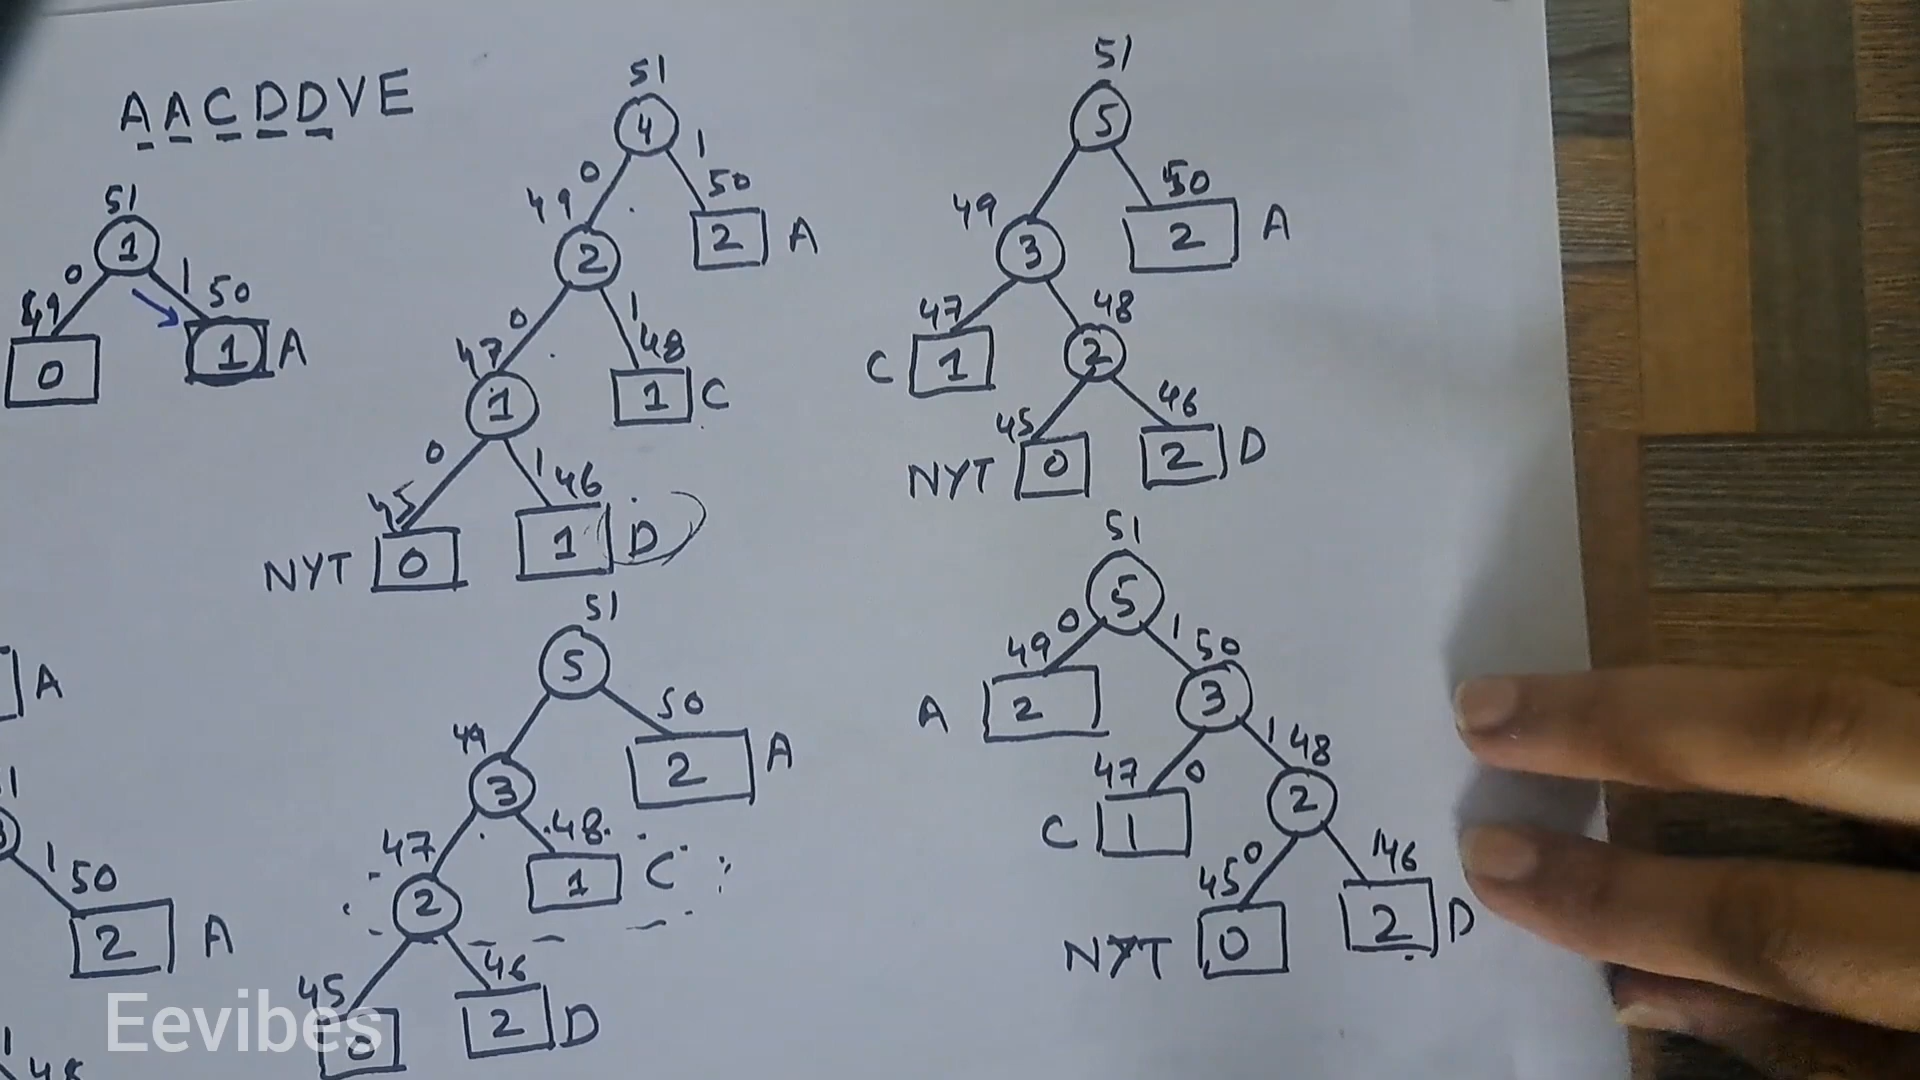 AACDDVE
51
1
0 1
49 50
0 1 A
51
4
0 1
49 50
2 2 A
0 1
47 48
1 1 C
0 1
45 46
NYT 0 1 D
51
5
49 50
3 2 A
47 48
C 1 2
45 46
NYT 0 2 D
A
1
1 50
2 A
1
48
51
5
49 50
3 2 A
47 48
2 1 C
45 46
0 2 D
51
5
0 1
49 50
A 2 3
0 1
47 48
C 1 2
0 1
45 46
NYT 0 2 D
Eevibes